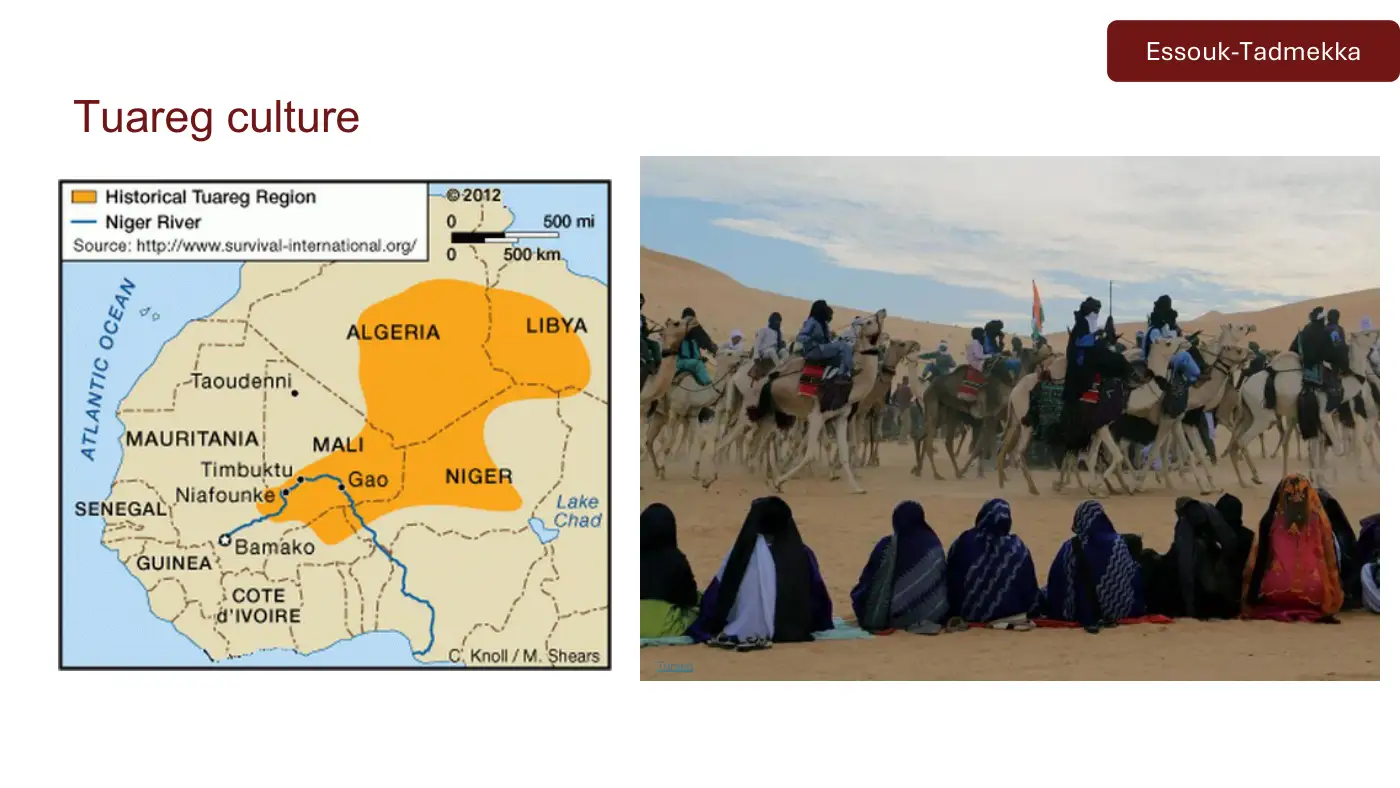 Essouk-Tadmekka
Tuareg culture
Historical Tuareg Region
Niger River
Source: http://www.survival-international.org/
© 2012
0 500 mi
0 500 km
ATLANTIC OCEAN
ALGERIA
LIBYA
Taoudenni
MAURITANIA
MALI
Timbuktu
Gao
NIGER
Niafounke
SENEGAL
Lake
Chad
Bamako
GUINEA
COTE
d'IVOIRE
C. Knoll / M. Shears